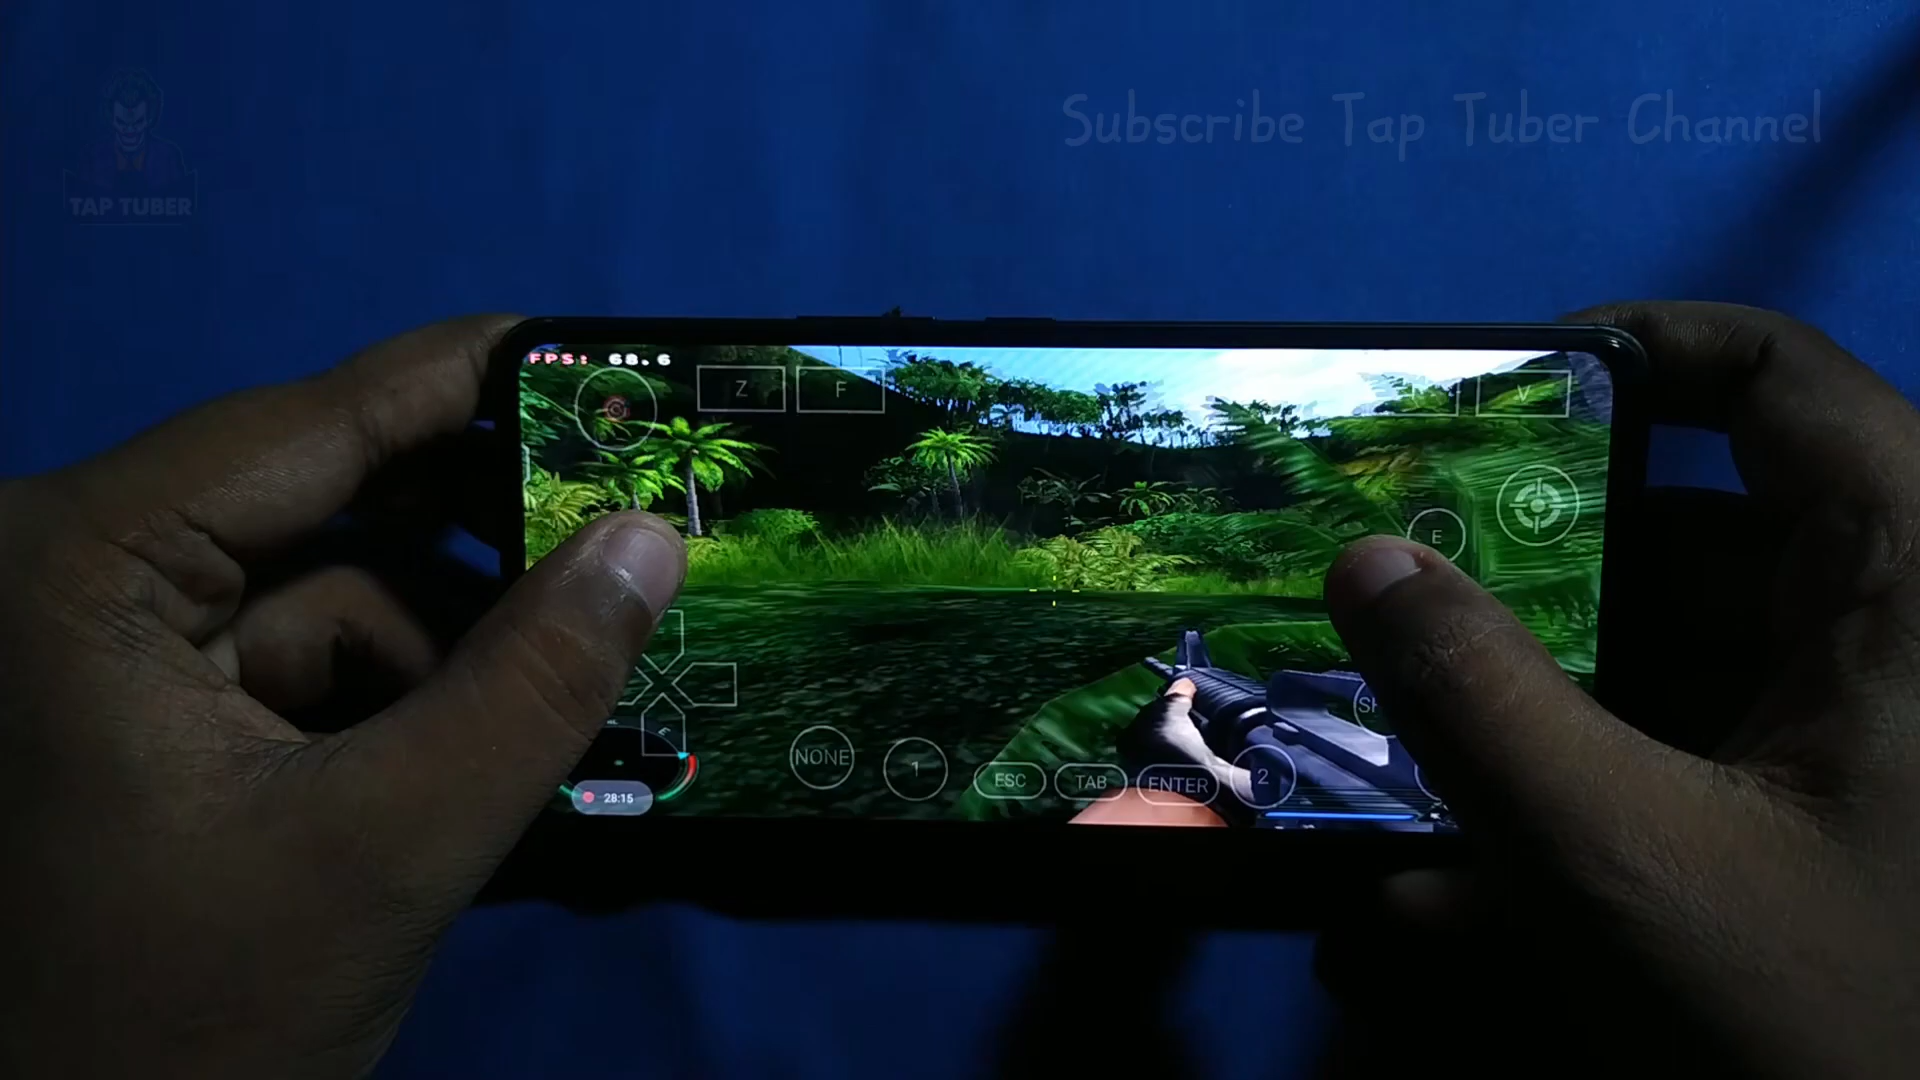 Subscribe Tap Tuber Channel
TAP TUBER
FPS: 68.6
Z
F
V
E
NONE
1
ESC
TAB
ENTER
2
28:15